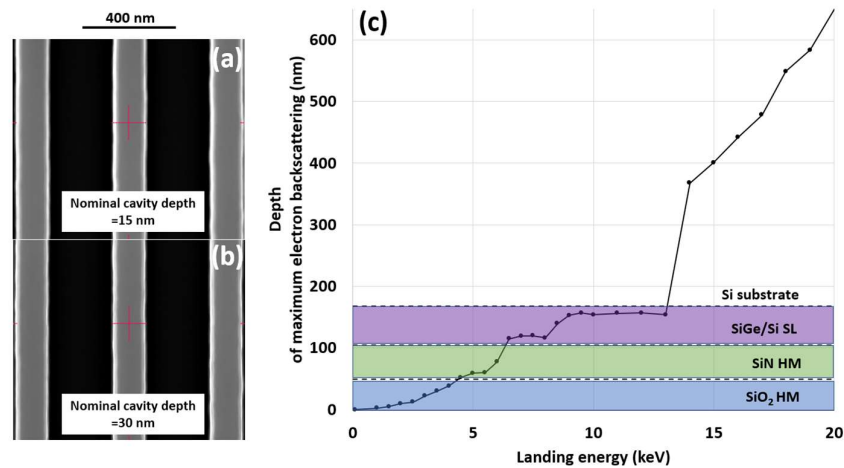 400 nm
(a)
Nominal cavity depth
=15 nm
(b)
Nominal cavity depth
=30 nm
(c)
Depth
of maximum electron backscattering (nm)
600
500
400
300
200
100
0
Si substrate
SiGe/Si SL
SiN HM
SiO₂ HM
0 5 10 15 20
Landing energy (keV)